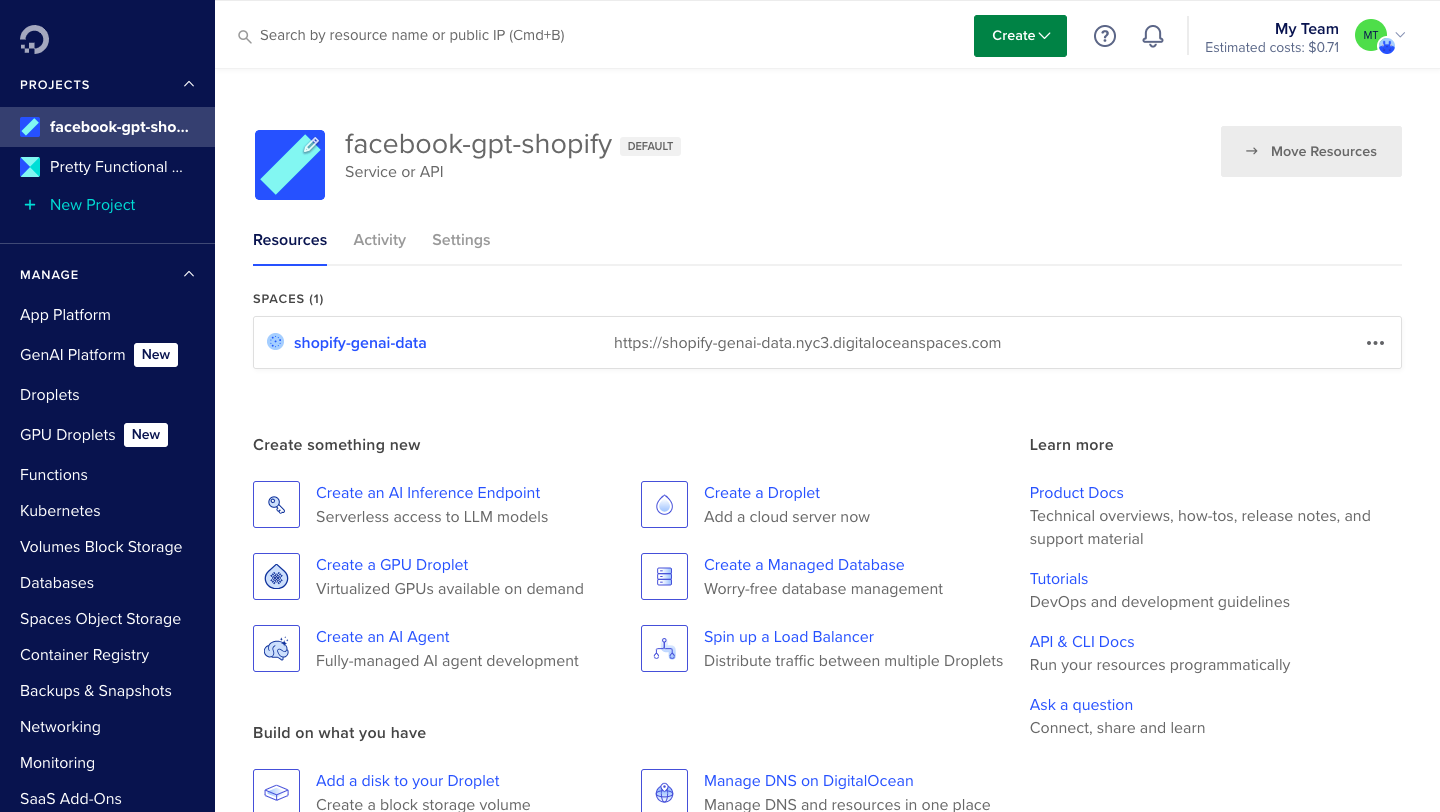 PROJECTS
facebook-gpt-sho...
Pretty Functional ...
+ New Project
MANAGE
App Platform
GenAI Platform New
Droplets
GPU Droplets New
Functions
Kubernetes
Volumes Block Storage
Databases
Spaces Object Storage
Container Registry
Backups & Snapshots
Networking
Monitoring
SaaS Add-Ons
Search by resource name or public IP (Cmd+B)
Create
?
My Team
Estimated costs: $0.71
MT
facebook-gpt-shopify DEFAULT
Service or API
→ Move Resources
Resources Activity Settings
SPACES (1)
shopify-genai-data https://shopify-genai-data.nyc3.digitaloceanspaces.com ...
Create something new
Create an AI Inference Endpoint
Serverless access to LLM models
Create a Droplet
Add a cloud server now
Create a GPU Droplet
Virtualized GPUs available on demand
Create a Managed Database
Worry-free database management
Create an AI Agent
Fully-managed AI agent development
Spin up a Load Balancer
Distribute traffic between multiple Droplets
Build on what you have
Add a disk to your Droplet
Create a block storage volume
Manage DNS on DigitalOcean
Manage DNS and resources in one place
Learn more
Product Docs
Technical overviews, how-tos, release notes, and
support material
Tutorials
DevOps and development guidelines
API & CLI Docs
Run your resources programmatically
Ask a question
Connect, share and learn